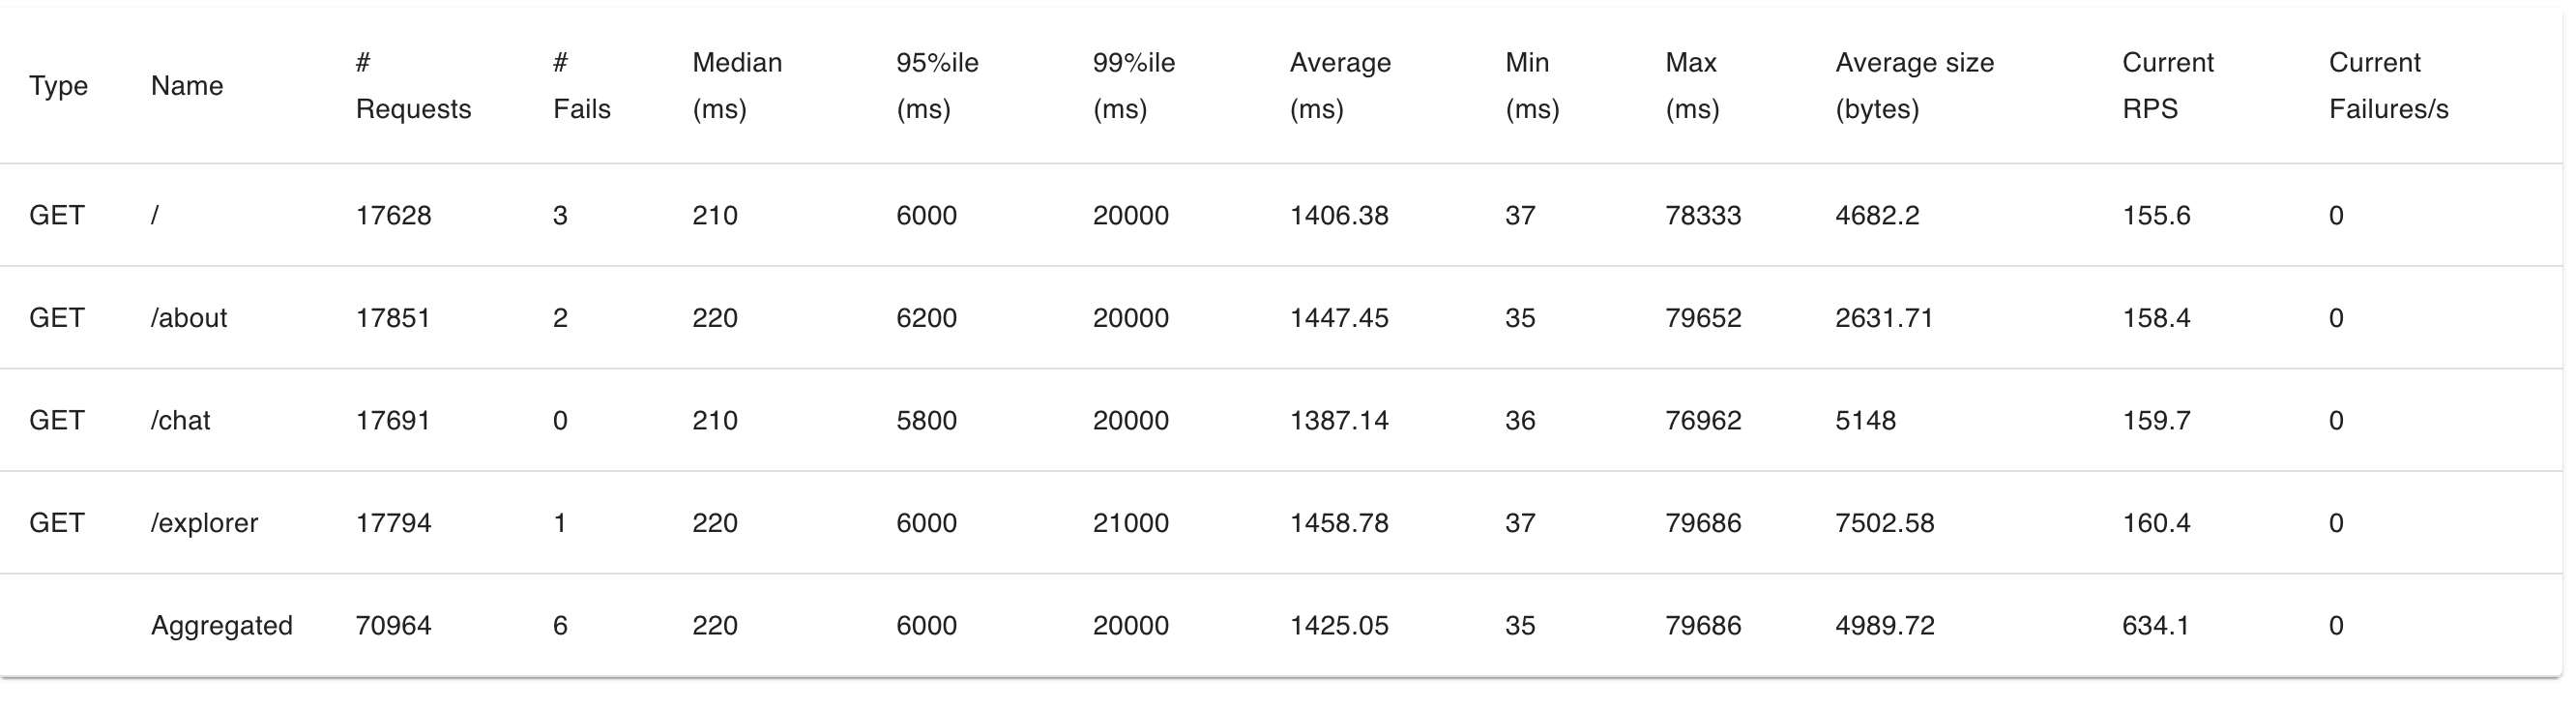 Type Name # Requests # Fails Median (ms) 95%ile (ms) 99%ile (ms) Average (ms) Min (ms) Max (ms) Average size (bytes) Current RPS Current Failures/s
GET / 17628 3 210 6000 20000 1406.38 37 78333 4682.2 155.6 0
GET /about 17851 2 220 6200 20000 1447.45 35 79652 2631.71 158.4 0
GET /chat 17691 0 210 5800 20000 1387.14 36 76962 5148 159.7 0
GET /explorer 17794 1 220 6000 21000 1458.78 37 79686 7502.58 160.4 0
Aggregated 70964 6 220 6000 20000 1425.05 35 79686 4989.72 634.1 0